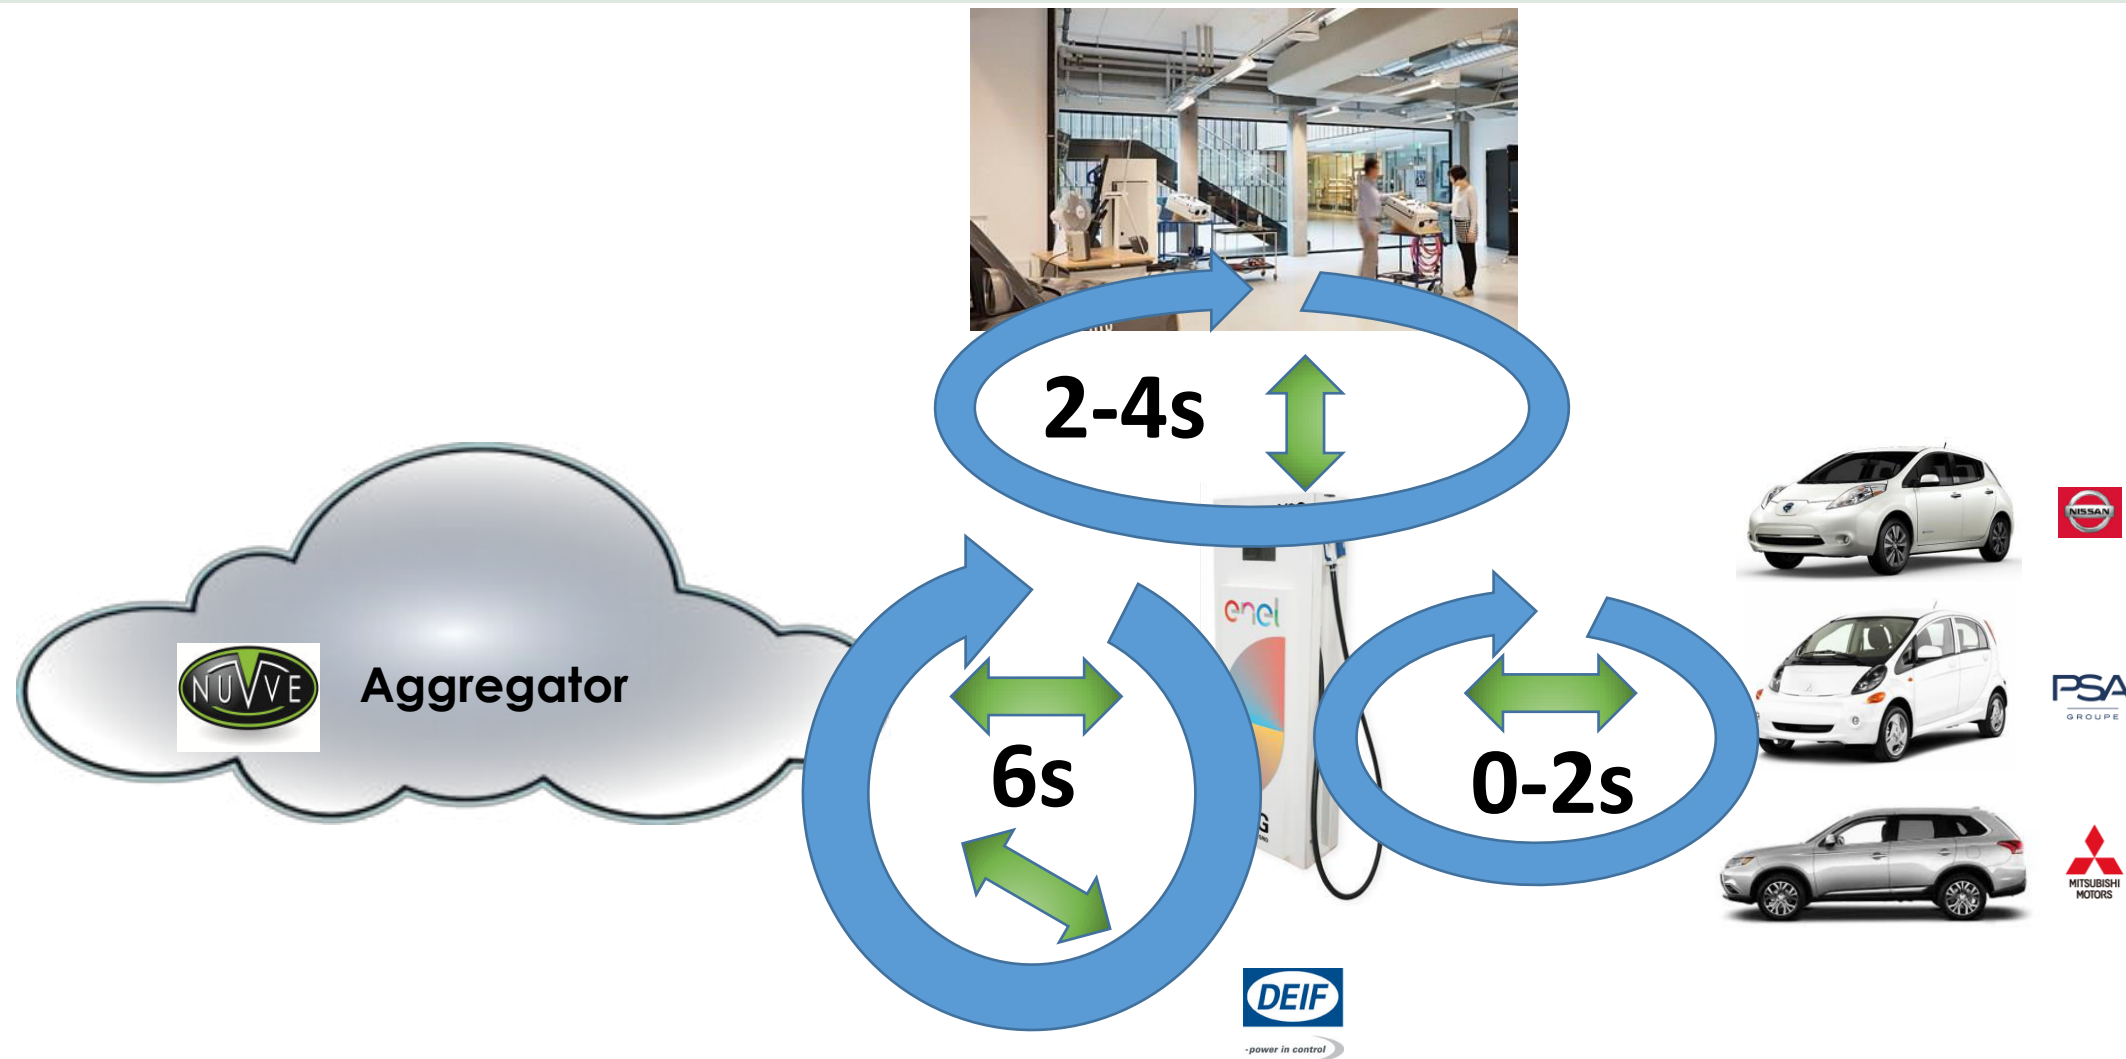 2-4s
NISSAN
enel
NUVVE
Aggregator
PSA
GROUPE
6s
0-2s
G
MITSUBISHI
MOTORS
DEIF
-power in control